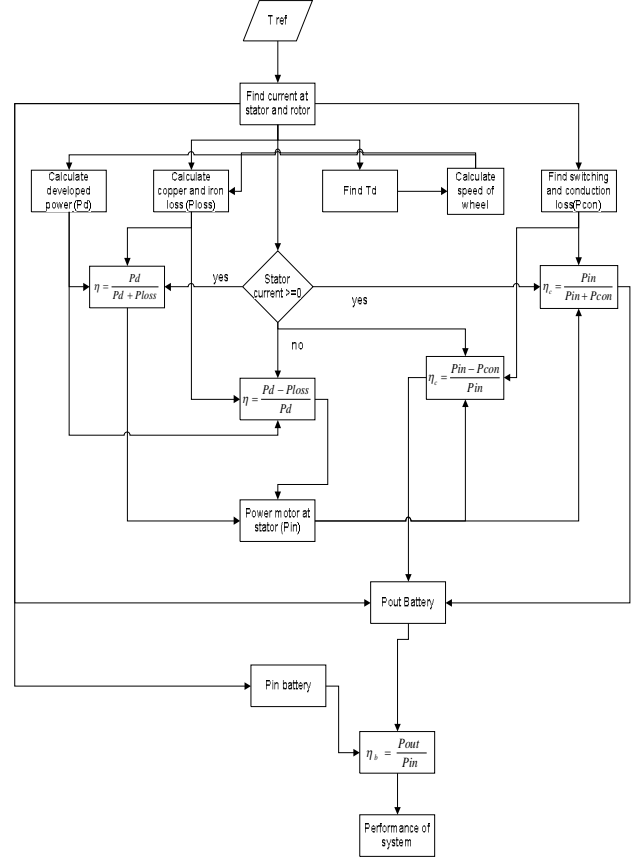 T ref
Find current at
stator and rotor
Calculate
developed
power (Pd)
Calculate
copper and iron
loss (Ploss)
Find Td
Calculate
speed of
wheel
Find switching
and conduction
loss(Pcon)
η = Pd / Pd + Ploss
yes
Stator
current >=0
yes
η_c = Pin / Pin + Pcon
no
η = Pd − Ploss / Pd
η_c = Pin − Pcon / Pin
Power motor at
stator (Pin)
Pout Battery
Pin battery
η_b = Pout / Pin
Performance of
system